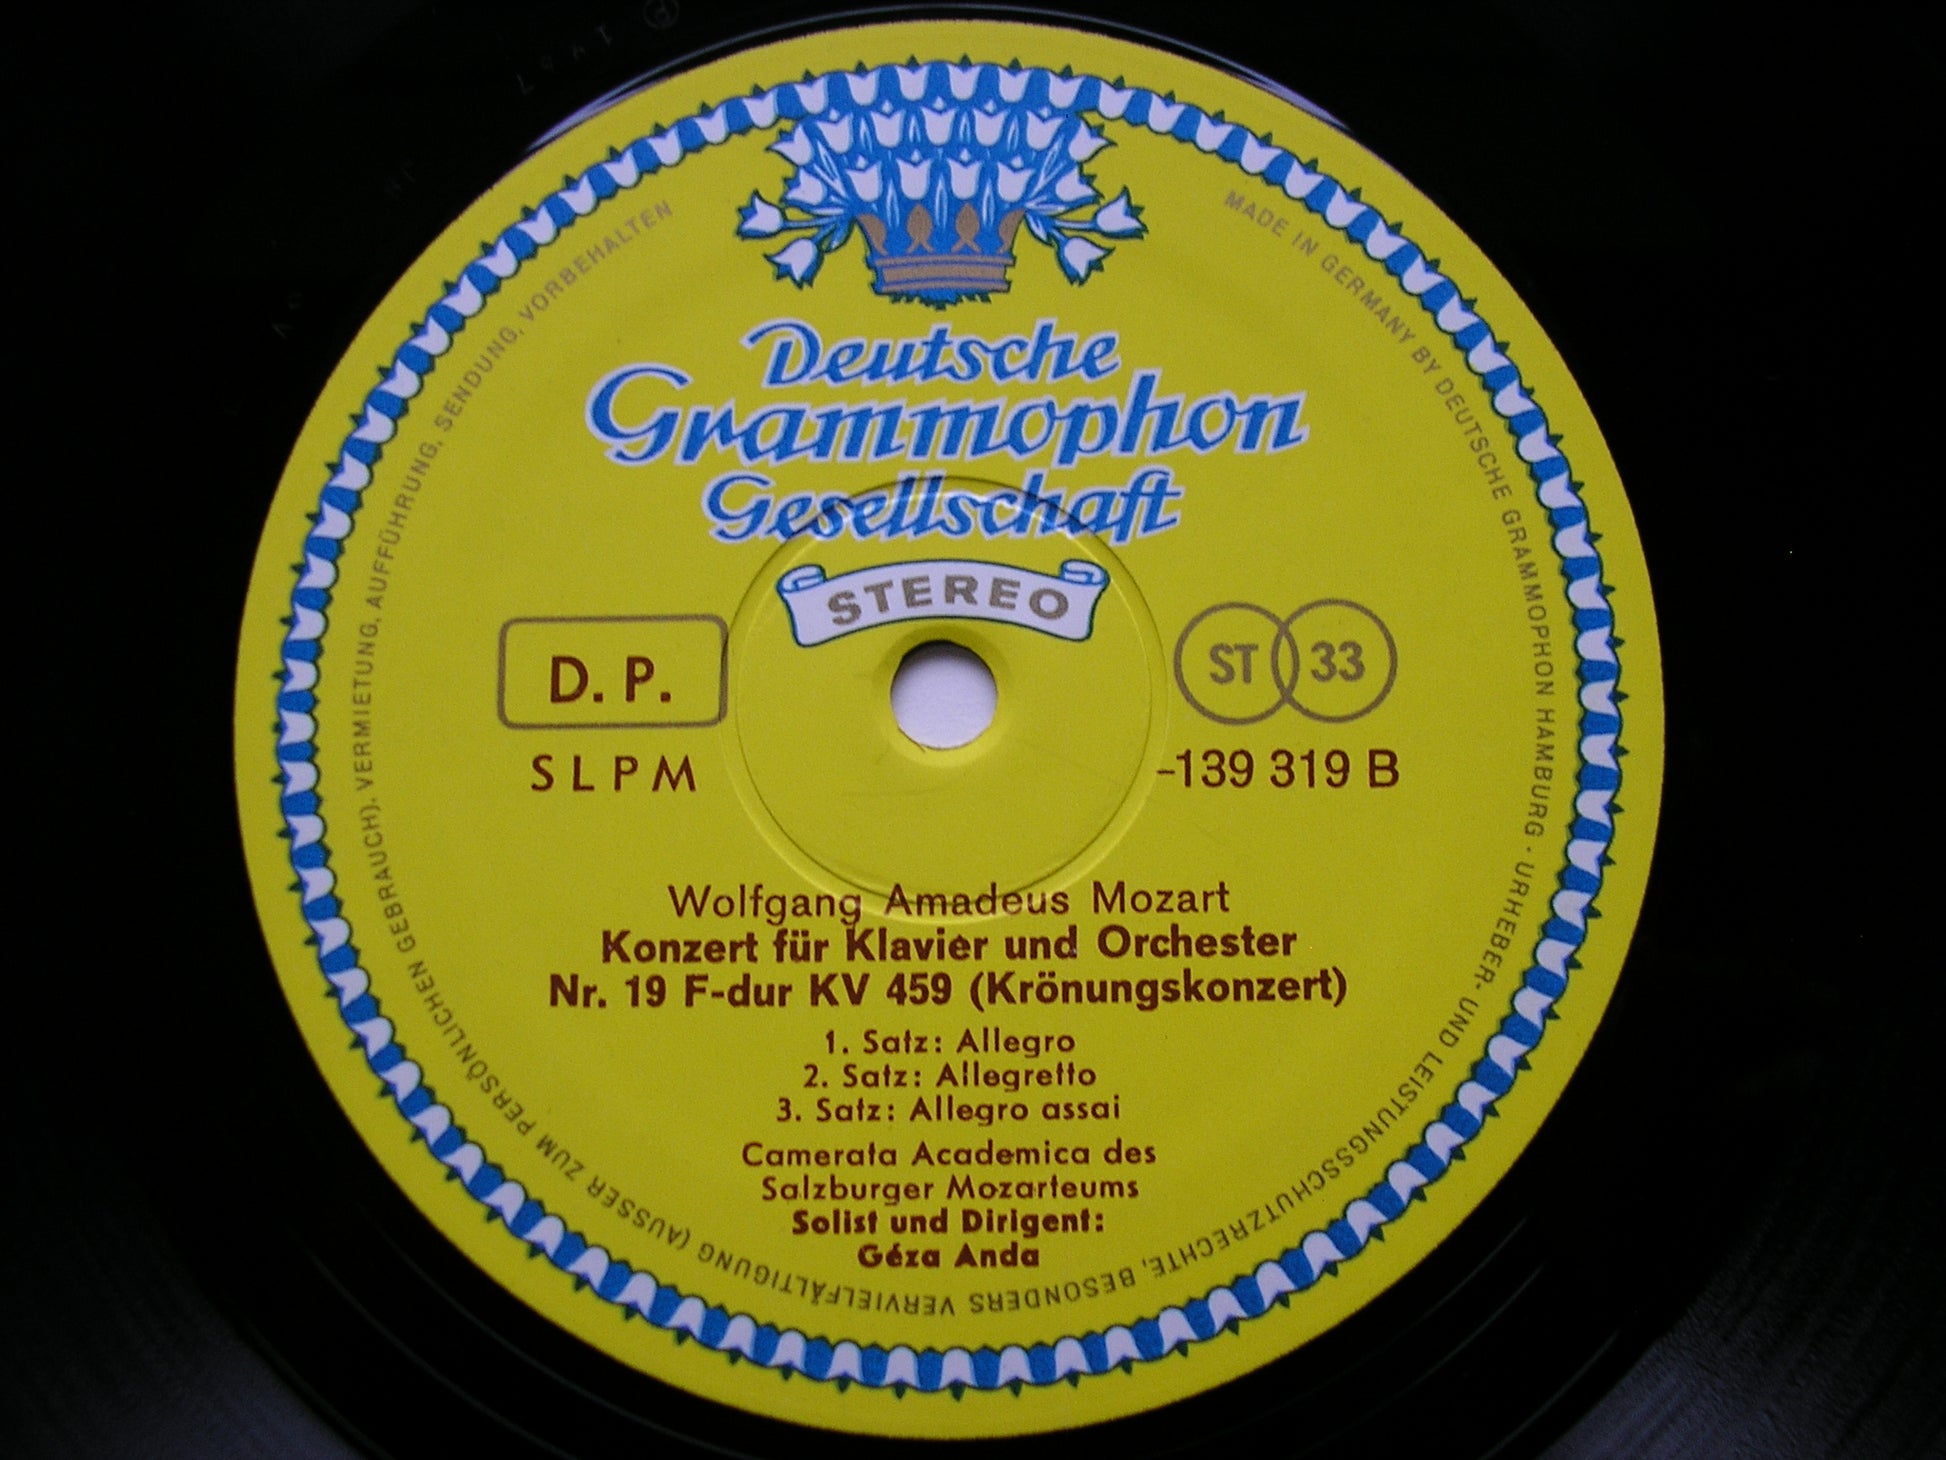 Deutsche
Grammophon
Gesellschaft
STEREO
D. P.
ST 33
SLPM
-139 319 B
Wolfgang Amadeus Mozart
Konzert für Klavier und Orchester
Nr. 19 F-dur KV 459 (Krönungskonzert)
1. Satz: Allegro
2. Satz: Allegretto
3. Satz: Allegro assai
Camerata Academica des
Salzburger Mozarteums
Solist und Dirigent:
Géza Anda
MADE IN GERMANY BY DEUTSCHE GRAMMOPHON HAMBURG · URHEBER- UND LEISTUNGSSCHUTZRECHTE, BESONDERS VERVIELFÄLTIGUNG (AUSSER ZUM PERSÖNLICHEN GEBRAUCH), VERMIETUNG, AUFFÜHRUNG, SENDUNG, VORBEHALTEN